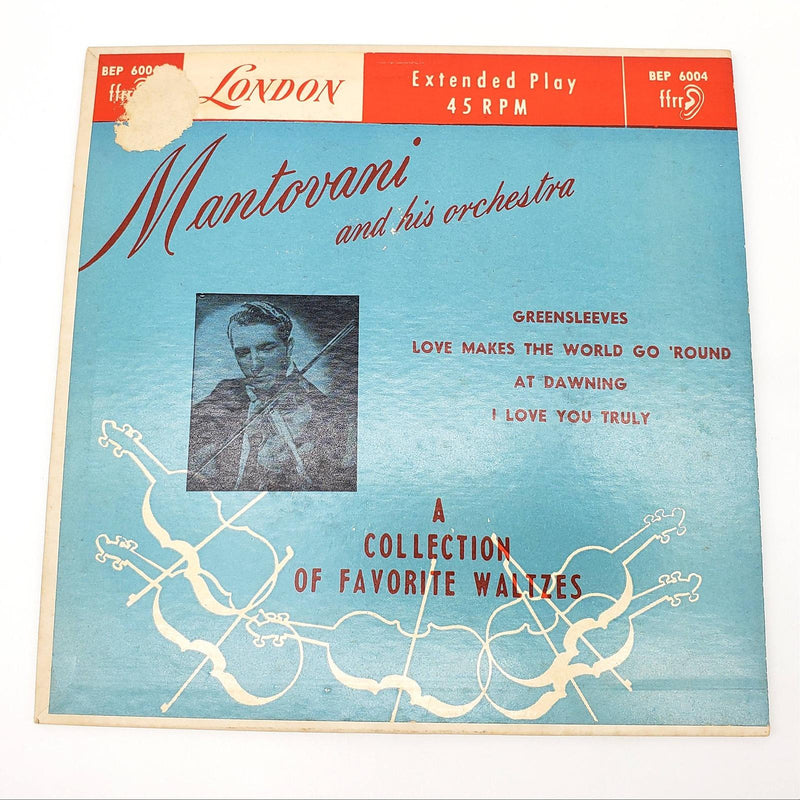 BEP 6004
ffrr
LONDON
Extended Play
45 RPM
BEP 6004
ffrr
Mantovani
and his orchestra
GREENSLEEVES
LOVE MAKES THE WORLD GO 'ROUND
AT DAWNING
I LOVE YOU TRULY
A
COLLECTION
OF FAVORITE WALTZES